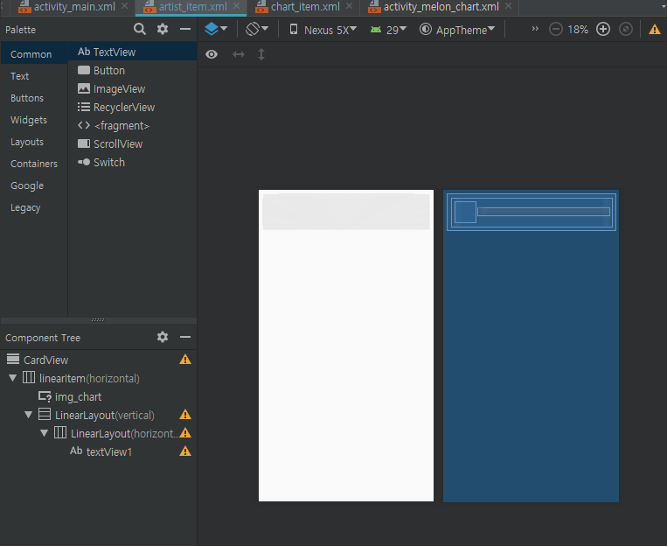 activity_main.xml × artist_item.xml × chart_item.xml × activity_melon_chart.xml ×
Palette
Nexus 5X 29 AppTheme » 18%
Common
Text
Buttons
Widgets
Layouts
Containers
Google
Legacy
Ab TextView
Button
ImageView
RecyclerView
<fragment>
ScrollView
Switch
Component Tree
CardView
linearItem(horizontal)
img_chart
LinearLayout(vertical)
LinearLayout(horizont...
Ab textView1